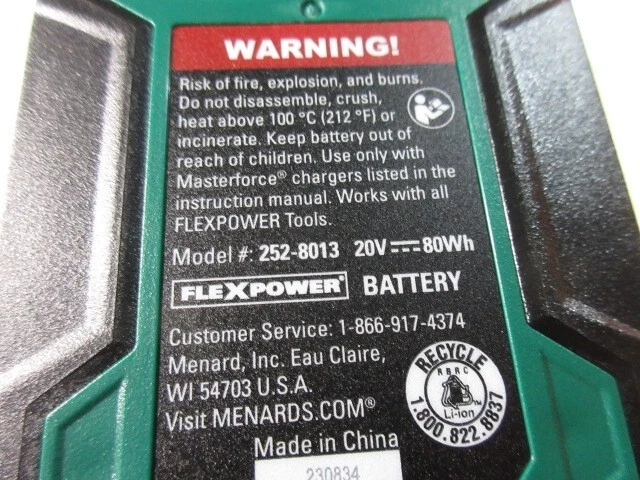 WARNING!
Risk of fire, explosion, and burns.
Do not disassemble, crush,
heat above 100 °C (212 °F) or
incinerate. Keep battery out of
reach of children. Use only with
Masterforce® chargers listed in the
instruction manual. Works with all
FLEXPOWER Tools.
Model #: 252-8013 20V⎓80Wh
FLEXPOWER® BATTERY
Customer Service: 1-866-917-4374
Menard, Inc. Eau Claire,
WI 54703 U.S.A.
Visit MENARDS.COM®
Made in China
230834
RECYCLE
RBRC
Li-ion
1.800.822.8837